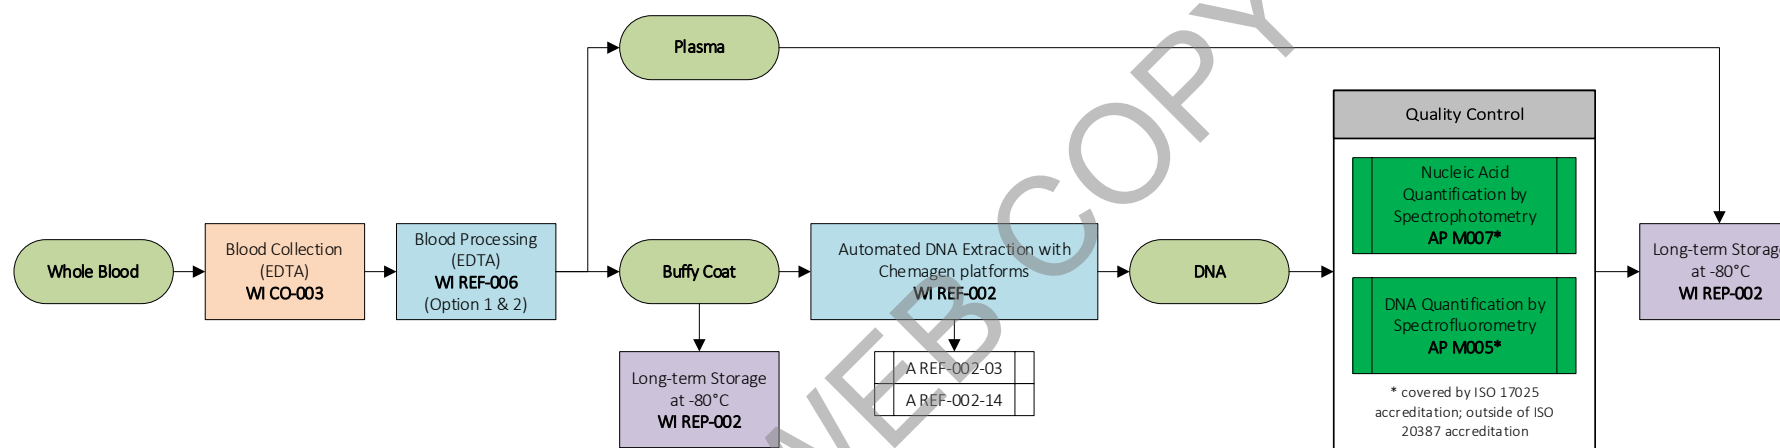 Plasma
Quality Control
Nucleic Acid
Quantification by
Spectrophotometry
AP M007*
Whole Blood
Blood Collection
(EDTA)
WI CO-003
Blood Processing
(EDTA)
WI REF-006
(Option 1 & 2)
Buffy Coat
Automated DNA Extraction with
Chemagen platforms
WI REF-002
DNA
Long-term Storage
at -80°C
WI REP-002
DNA Quantification by
Spectrofluorometry
AP M005*
Long-term Storage
at -80°C
WI REP-002
A REF-002-03
A REF-002-14
* covered by ISO 17025
accreditation; outside of ISO
20387 accreditation
WEB COPY